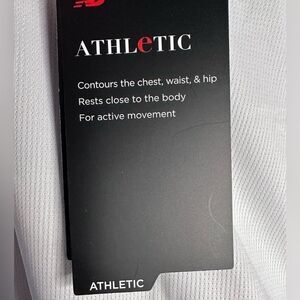 ATHLeTIC
Contours the chest, waist, & hip
Rests close to the body
For active movement
ATHLETIC